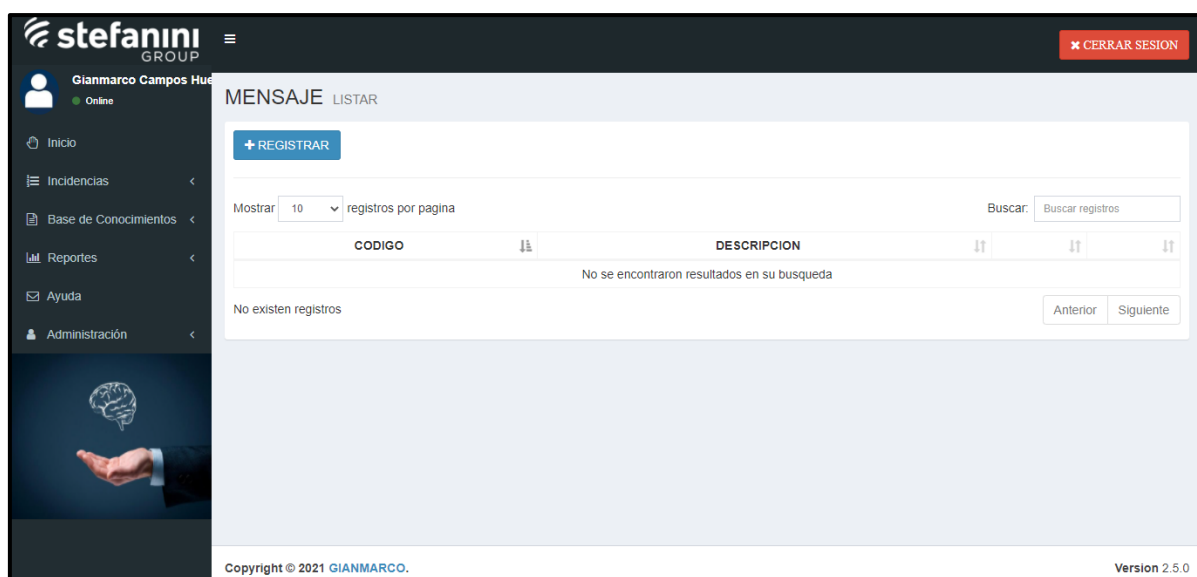 stefanini
GROUP
CERRAR SESION
Gianmarco Campos Hue
Online
MENSAJE LISTAR
Inicio
+ REGISTRAR
Incidencias
Mostrar 10 registros por pagina
Buscar: Buscar registros
Base de Conocimientos
CODIGO DESCRIPCION
Reportes
No se encontraron resultados en su busqueda
Ayuda
No existen registros
Anterior Siguiente
Administración
Copyright © 2021 GIANMARCO.
Version 2.5.0